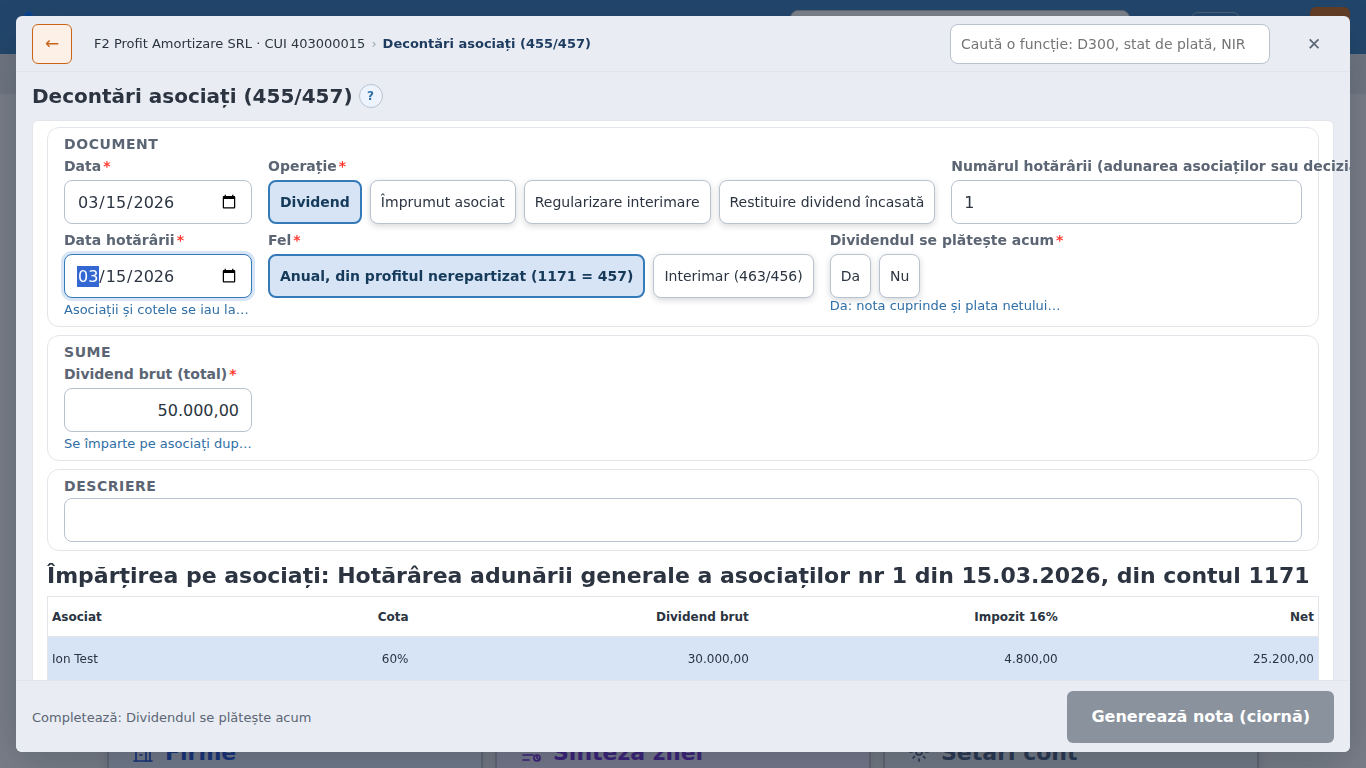 ← F2 Profit Amortizare SRL · CUI 403000015 › Decontări asociați (455/457) Caută o funcție: D300, stat de plată, NIR ✕
Decontări asociați (455/457) ?
DOCUMENT
Data* Operație* Numărul hotărârii (adunarea asociaților sau
03/15/2026 Dividend Împrumut asociat Regularizare interimare Restituire dividend încasată 1
Data hotărârii* Fel* Dividendul se plătește acum*
03/15/2026 Anual, din profitul nerepartizat (1171 = 457) Interimar (463/456) Da Nu
Asociații și cotele se iau la… Da: nota cuprinde și plata netului…
SUME
Dividend brut (total)*
50.000,00
Se împarte pe asociați dup…
DESCRIERE
Împărțirea pe asociați: Hotărârea adunării generale a asociaților nr 1 din 15.03.2026, din contul 1171
Asociat Cota Dividend brut Impozit 16% Net
Ion Test 60% 30.000,00 4.800,00 25.200,00
Completează: Dividendul se plătește acum Generează nota (ciornă)
Firme Sinteza zilei Setări cont